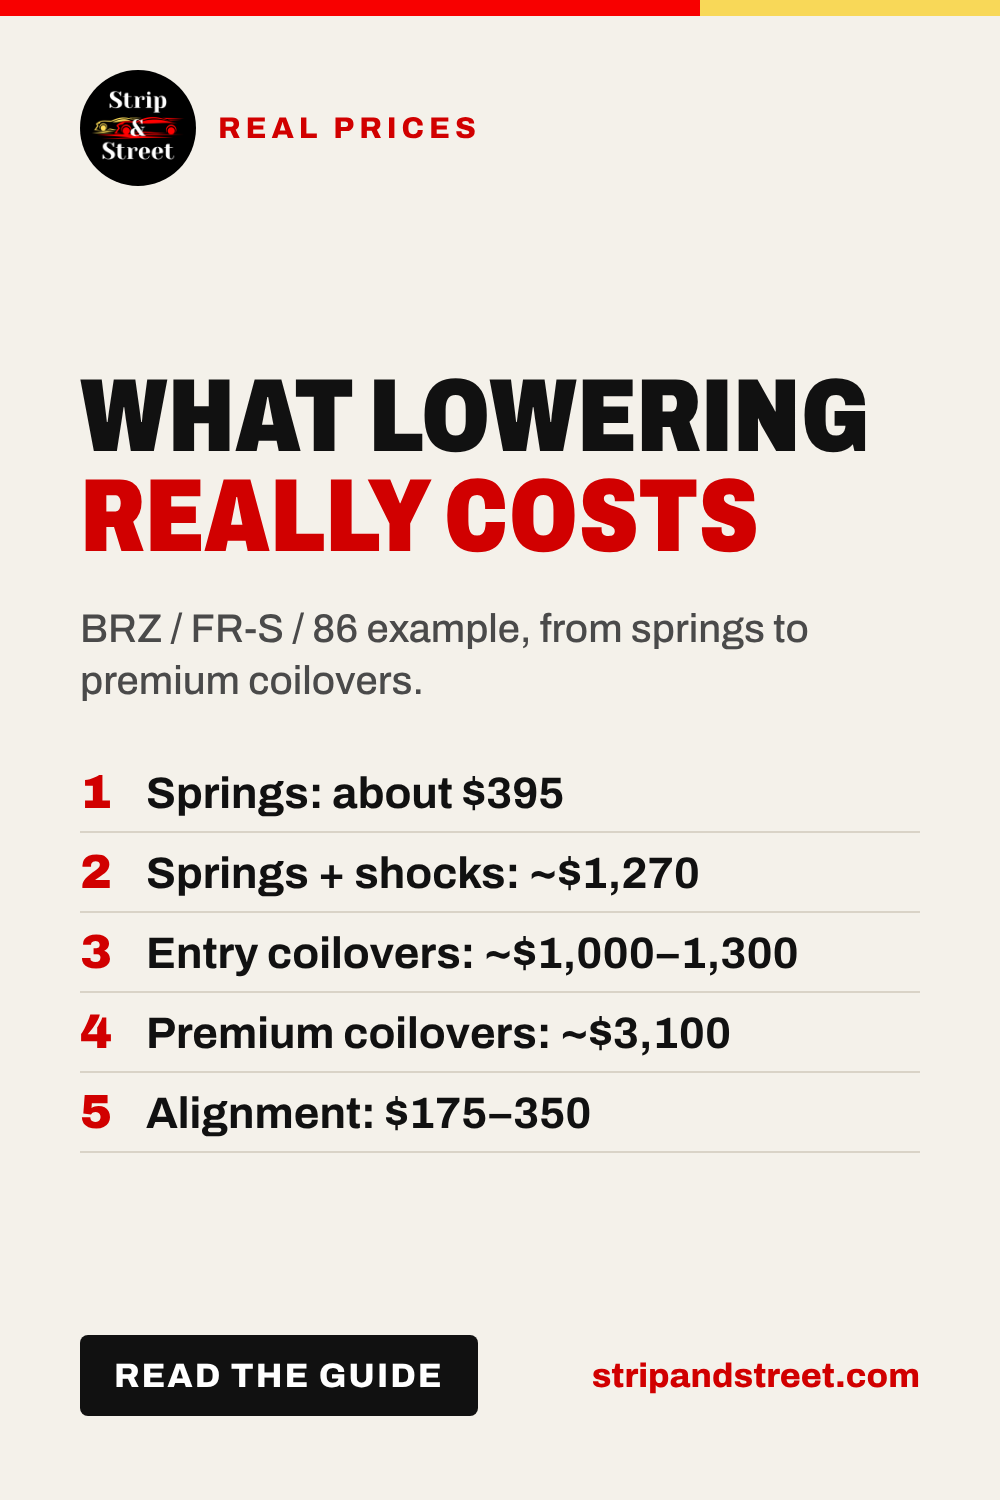 Strip
&
Street
REAL PRICES
WHAT LOWERING
REALLY COSTS
BRZ / FR-S / 86 example, from springs to
premium coilovers.
1 Springs: about $395
2 Springs + shocks: ~$1,270
3 Entry coilovers: ~$1,000–1,300
4 Premium coilovers: ~$3,100
5 Alignment: $175–350
READ THE GUIDE
stripandstreet.com